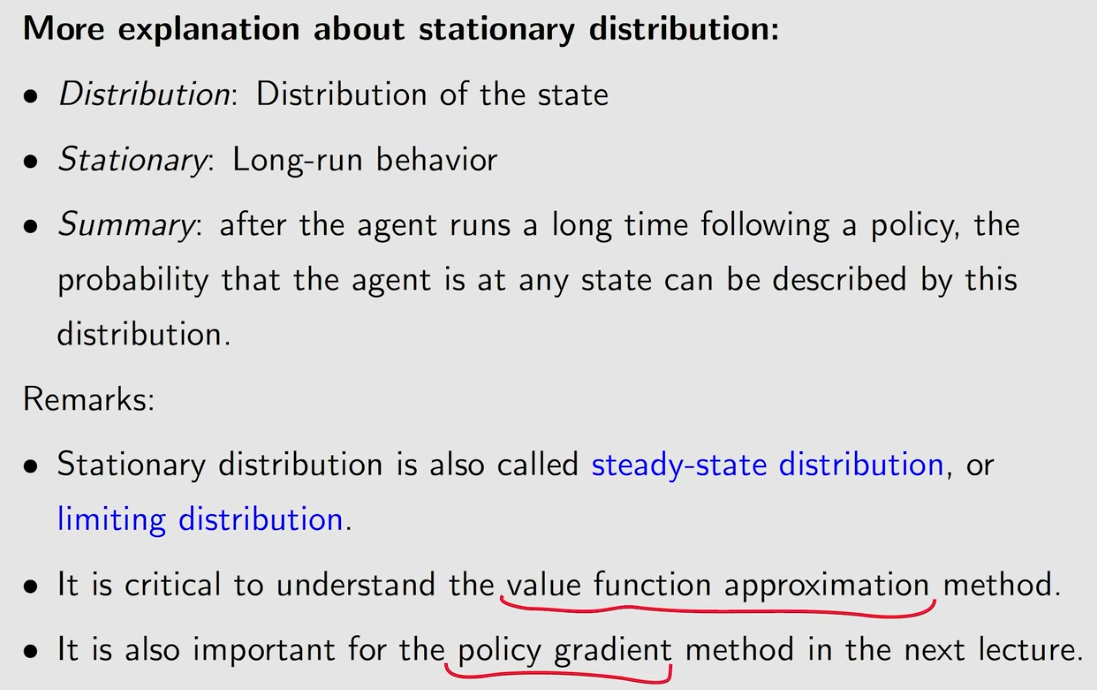 More explanation about stationary distribution:
• Distribution: Distribution of the state
• Stationary: Long-run behavior
• Summary: after the agent runs a long time following a policy, the
probability that the agent is at any state can be described by this
distribution.
Remarks:
• Stationary distribution is also called steady-state distribution, or
limiting distribution.
• It is critical to understand the value function approximation method.
• It is also important for the policy gradient method in the next lecture.